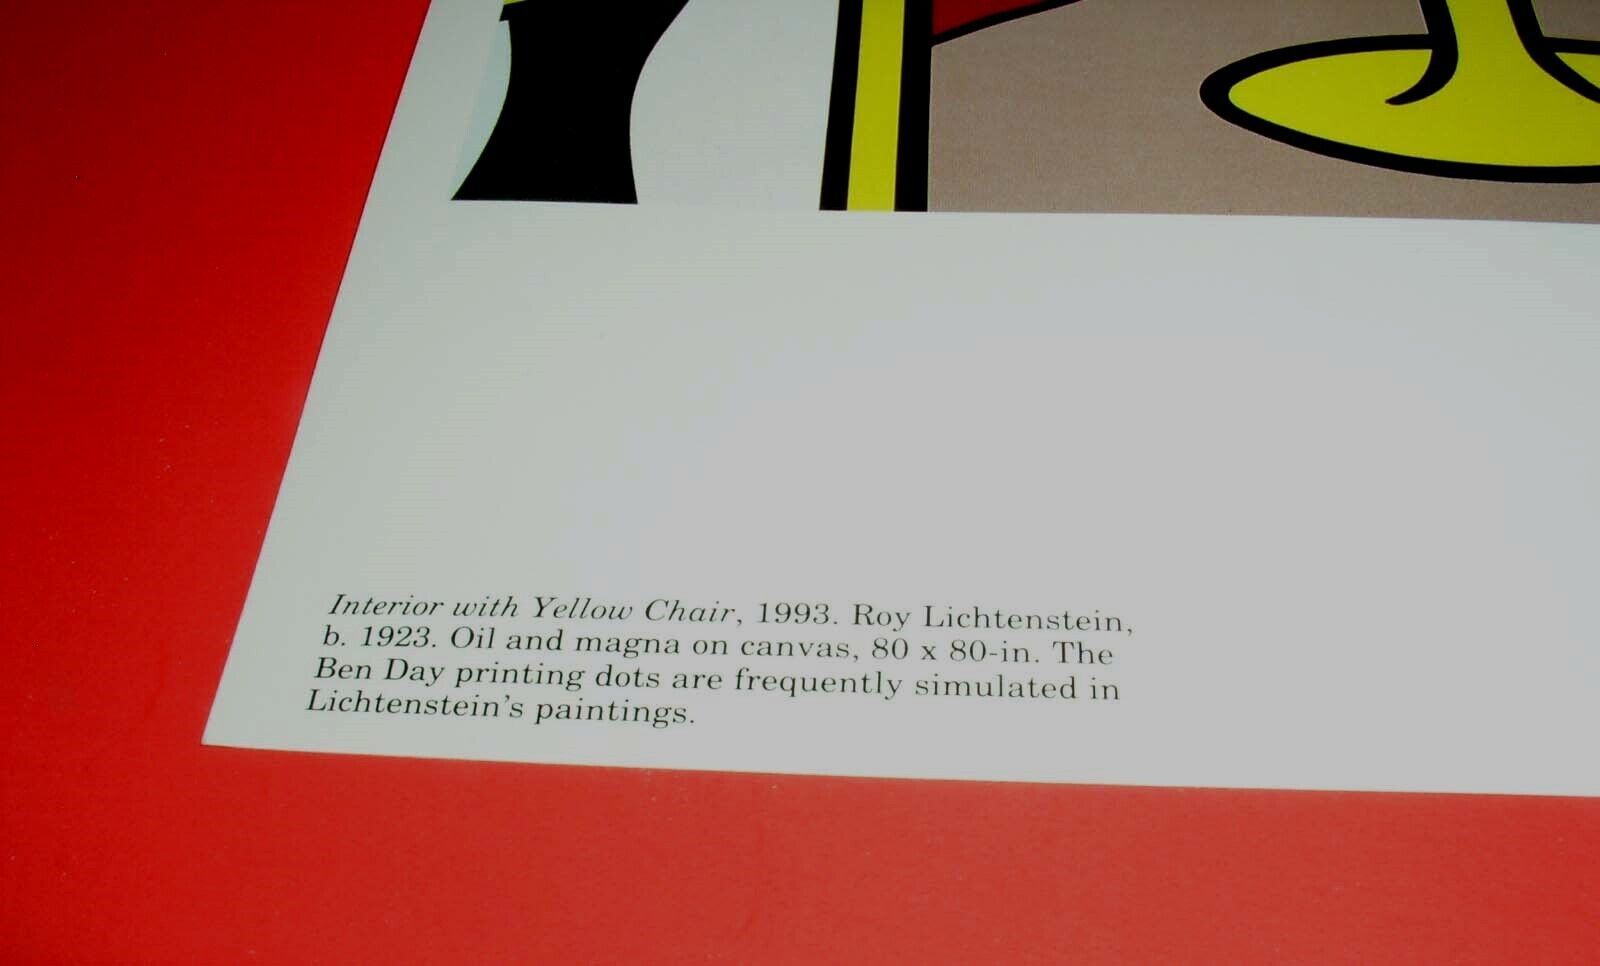 Interior with Yellow Chair, 1993. Roy Lichtenstein,
b. 1923. Oil and magna on canvas, 80 x 80-in. The
Ben Day printing dots are frequently simulated in
Lichtenstein's paintings.